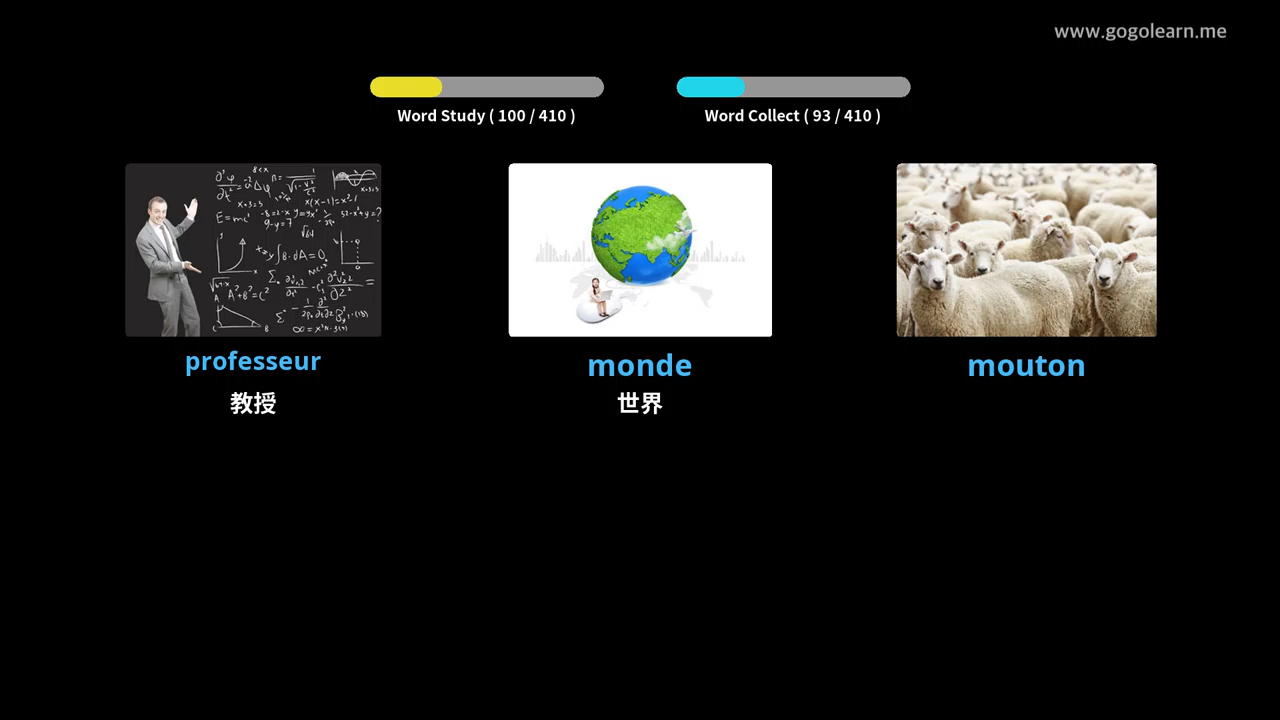 www.gogolearn.me
Word Study ( 100 / 410 )
Word Collect ( 93 / 410 )
professeur
monde
mouton
教授
世界